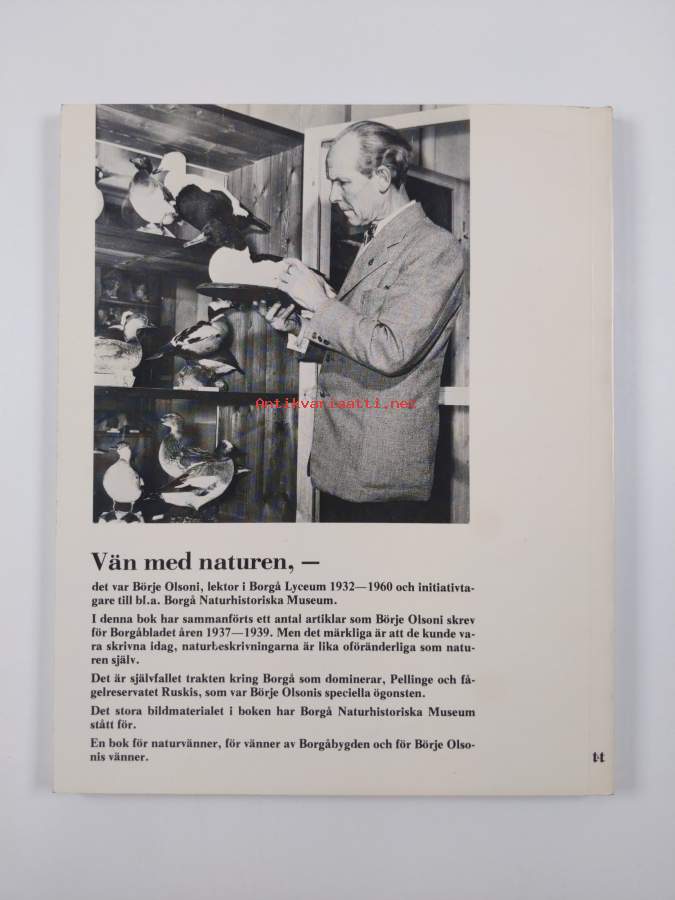 Antikvariaatti.net
Vän med naturen, —
det var Börje Olsoni, lektor i Borgå Lyceum 1932—1960 och initiativta-
gare till bl.a. Borgå Naturhistoriska Museum.
I denna bok har sammanförts ett antal artiklar som Börje Olsoni skrev
för Borgåbladet åren 1937—1939. Men det märkliga är att de kunde va-
ra skrivna idag, naturbeskrivningarna är lika oföränderliga som natu-
ren själv.
Det är självfallet trakten kring Borgå som dominerar, Pellinge och få-
gelreservatet Ruskis, som var Börje Olsonis speciella ögonsten.
Det stora bildmaterialet i boken har Borgå Naturhistoriska Museum
stått för.
En bok för naturvänner, för vänner av Borgåbygden och för Börje Olso-
nis vänner.
t&t